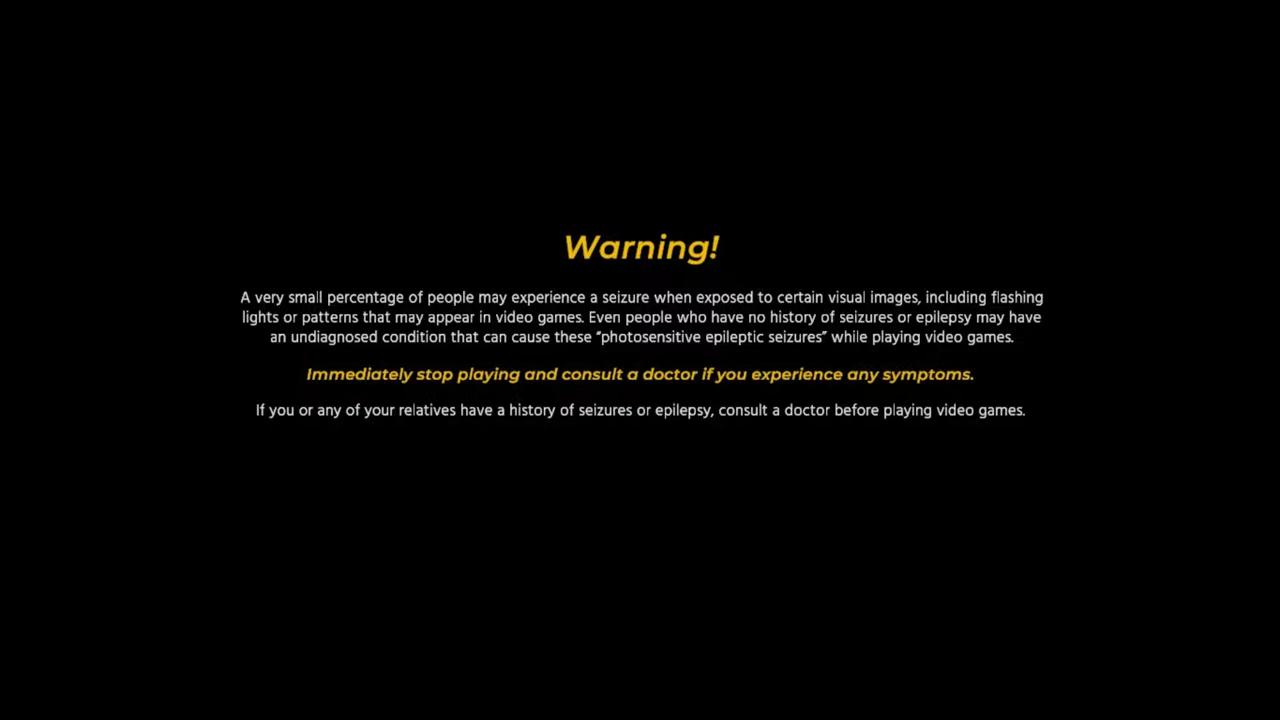 Warning!
A very small percentage of people may experience a seizure when exposed to certain visual images, including flashing
lights or patterns that may appear in video games. Even people who have no history of seizures or epilepsy may have
an undiagnosed condition that can cause these “photosensitive epileptic seizures” while playing video games.
Immediately stop playing and consult a doctor if you experience any symptoms.
If you or any of your relatives have a history of seizures or epilepsy, consult a doctor before playing video games.